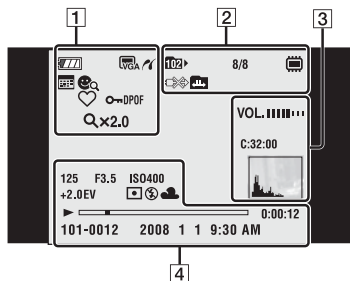 1
2
3
VGA
102
8/8
DPOF
×2.0
VOL.
C:32:00
125 F3.5 ISO400
+2.0EV
0:00:12
101-0012 2008 1 1 9:30 AM
4